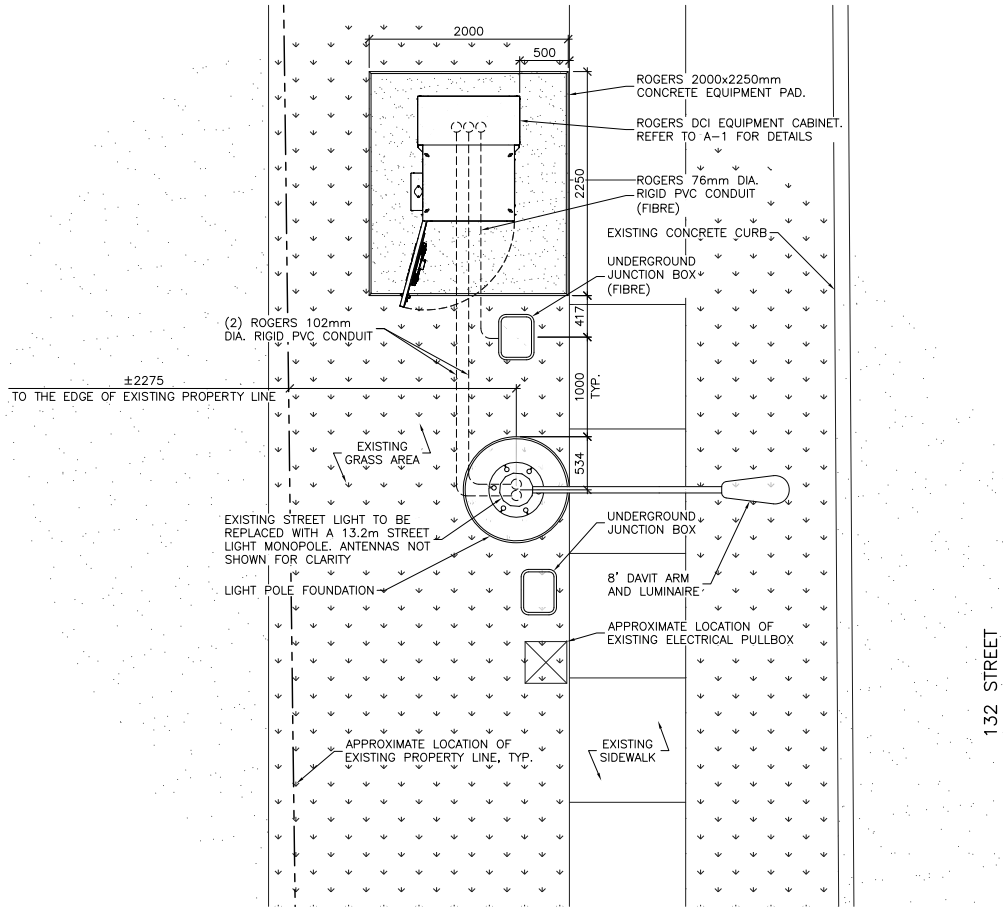 2000
500
ROGERS 2000x2250mm
CONCRETE EQUIPMENT PAD.
ROGERS DCI EQUIPMENT CABINET.
REFER TO A-1 FOR DETAILS
2250
ROGERS 76mm DIA.
RIGID PVC CONDUIT
(FIBRE)
EXISTING CONCRETE CURB
UNDERGROUND
JUNCTION BOX
(FIBRE)
417
(2) ROGERS 102mm
DIA. RIGID PVC CONDUIT
±2275
TO THE EDGE OF EXISTING PROPERTY LINE
1000
TYP.
EXISTING
GRASS AREA
534
EXISTING STREET LIGHT TO BE
REPLACED WITH A 13.2m STREET
LIGHT MONOPOLE. ANTENNAS NOT
SHOWN FOR CLARITY
UNDERGROUND
JUNCTION BOX
LIGHT POLE FOUNDATION
8' DAVIT ARM
AND LUMINAIRE
APPROXIMATE LOCATION OF
EXISTING ELECTRICAL PULLBOX
132 STREET
APPROXIMATE LOCATION OF
EXISTING PROPERTY LINE, TYP.
EXISTING
SIDEWALK